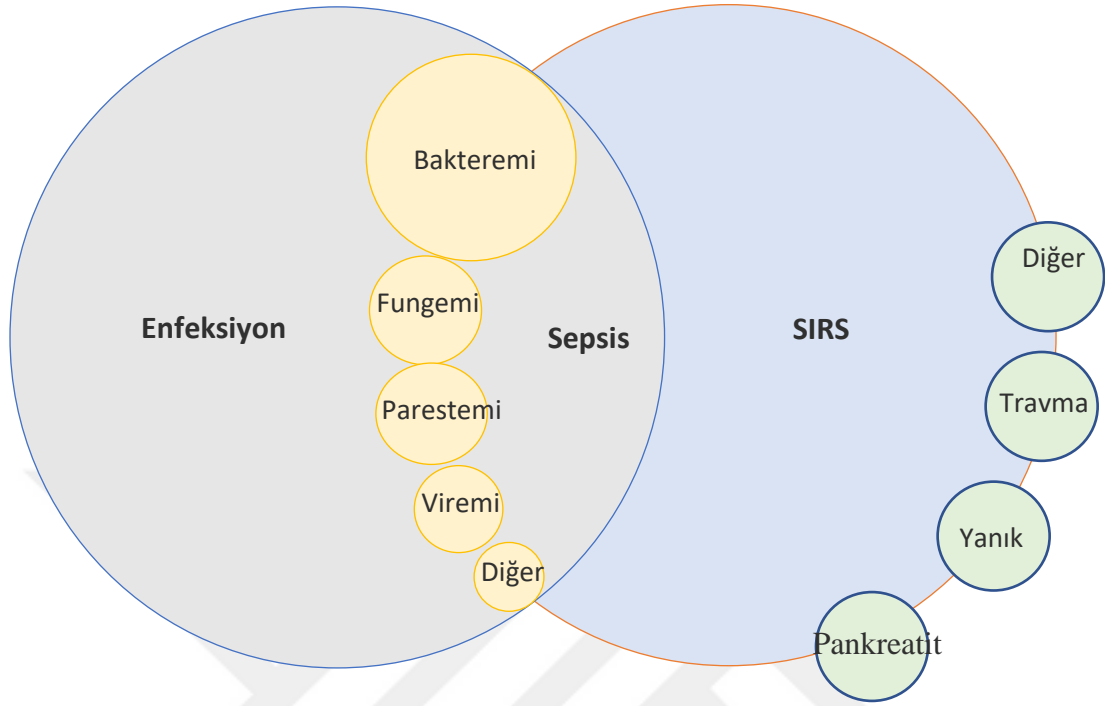 Bakteremi
Fungemi
Parestemi
Viremi
Diğer
Enfeksiyon
Sepsis
SIRS
Diğer
Travma
Yanık
Pankreatit